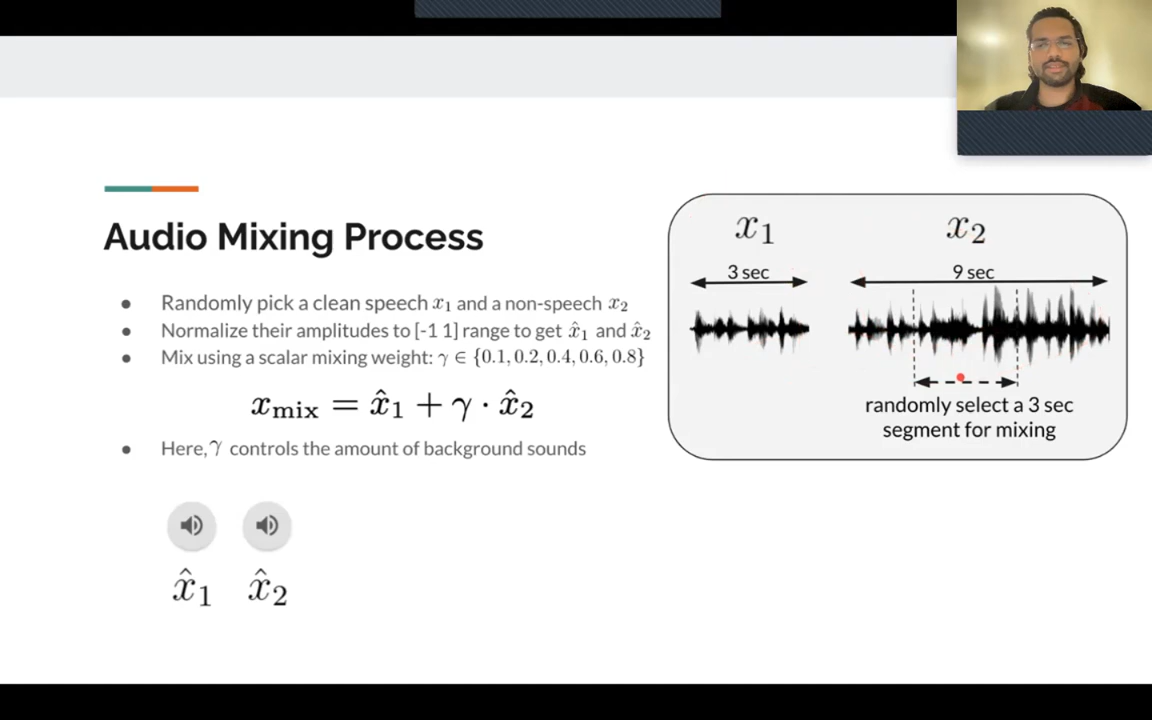 Audio Mixing Process
● Randomly pick a clean speech x₁ and a non-speech x₂
● Normalize their amplitudes to [-1 1] range to get x̂₁ and x̂₂
● Mix using a scalar mixing weight: γ ∈ {0.1, 0.2, 0.4, 0.6, 0.8}
x_mix = x̂₁ + γ · x̂₂
● Here, γ controls the amount of background sounds
x̂₁ x̂₂
x₁ x₂
3 sec 9 sec
randomly select a 3 sec
segment for mixing